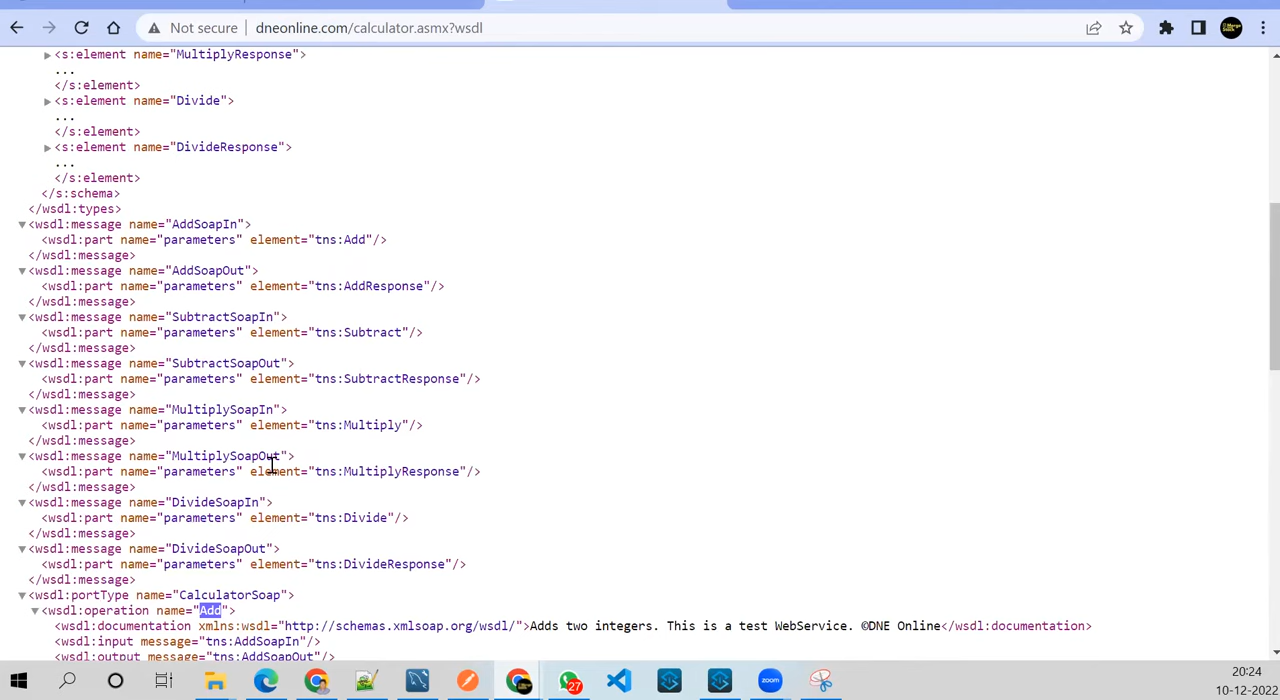 Not secure | dneonline.com/calculator.asmx?wsdl
<s:element name="MultiplyResponse">
...
</s:element>
<s:element name="Divide">
...
</s:element>
<s:element name="DivideResponse">
...
</s:element>
</s:schema>
</wsdl:types>
<wsdl:message name="AddSoapIn">
<wsdl:part name="parameters" element="tns:Add"/>
</wsdl:message>
<wsdl:message name="AddSoapOut">
<wsdl:part name="parameters" element="tns:AddResponse"/>
</wsdl:message>
<wsdl:message name="SubtractSoapIn">
<wsdl:part name="parameters" element="tns:Subtract"/>
</wsdl:message>
<wsdl:message name="SubtractSoapOut">
<wsdl:part name="parameters" element="tns:SubtractResponse"/>
</wsdl:message>
<wsdl:message name="MultiplySoapIn">
<wsdl:part name="parameters" element="tns:Multiply"/>
</wsdl:message>
<wsdl:message name="MultiplySoapOut">
<wsdl:part name="parameters" element="tns:MultiplyResponse"/>
</wsdl:message>
<wsdl:message name="DivideSoapIn">
<wsdl:part name="parameters" element="tns:Divide"/>
</wsdl:message>
<wsdl:message name="DivideSoapOut">
<wsdl:part name="parameters" element="tns:DivideResponse"/>
</wsdl:message>
<wsdl:portType name="CalculatorSoap">
<wsdl:operation name="Add">
<wsdl:documentation xmlns:wsdl="http://schemas.xmlsoap.org/wsdl/">Adds two integers. This is a test WebService. ©DNE Online</wsdl:documentation>
<wsdl:input message="tns:AddSoapIn"/>
<wsdl:output message="tns:AddSoapOut"/>
27
zoom
20:24
10-12-2022